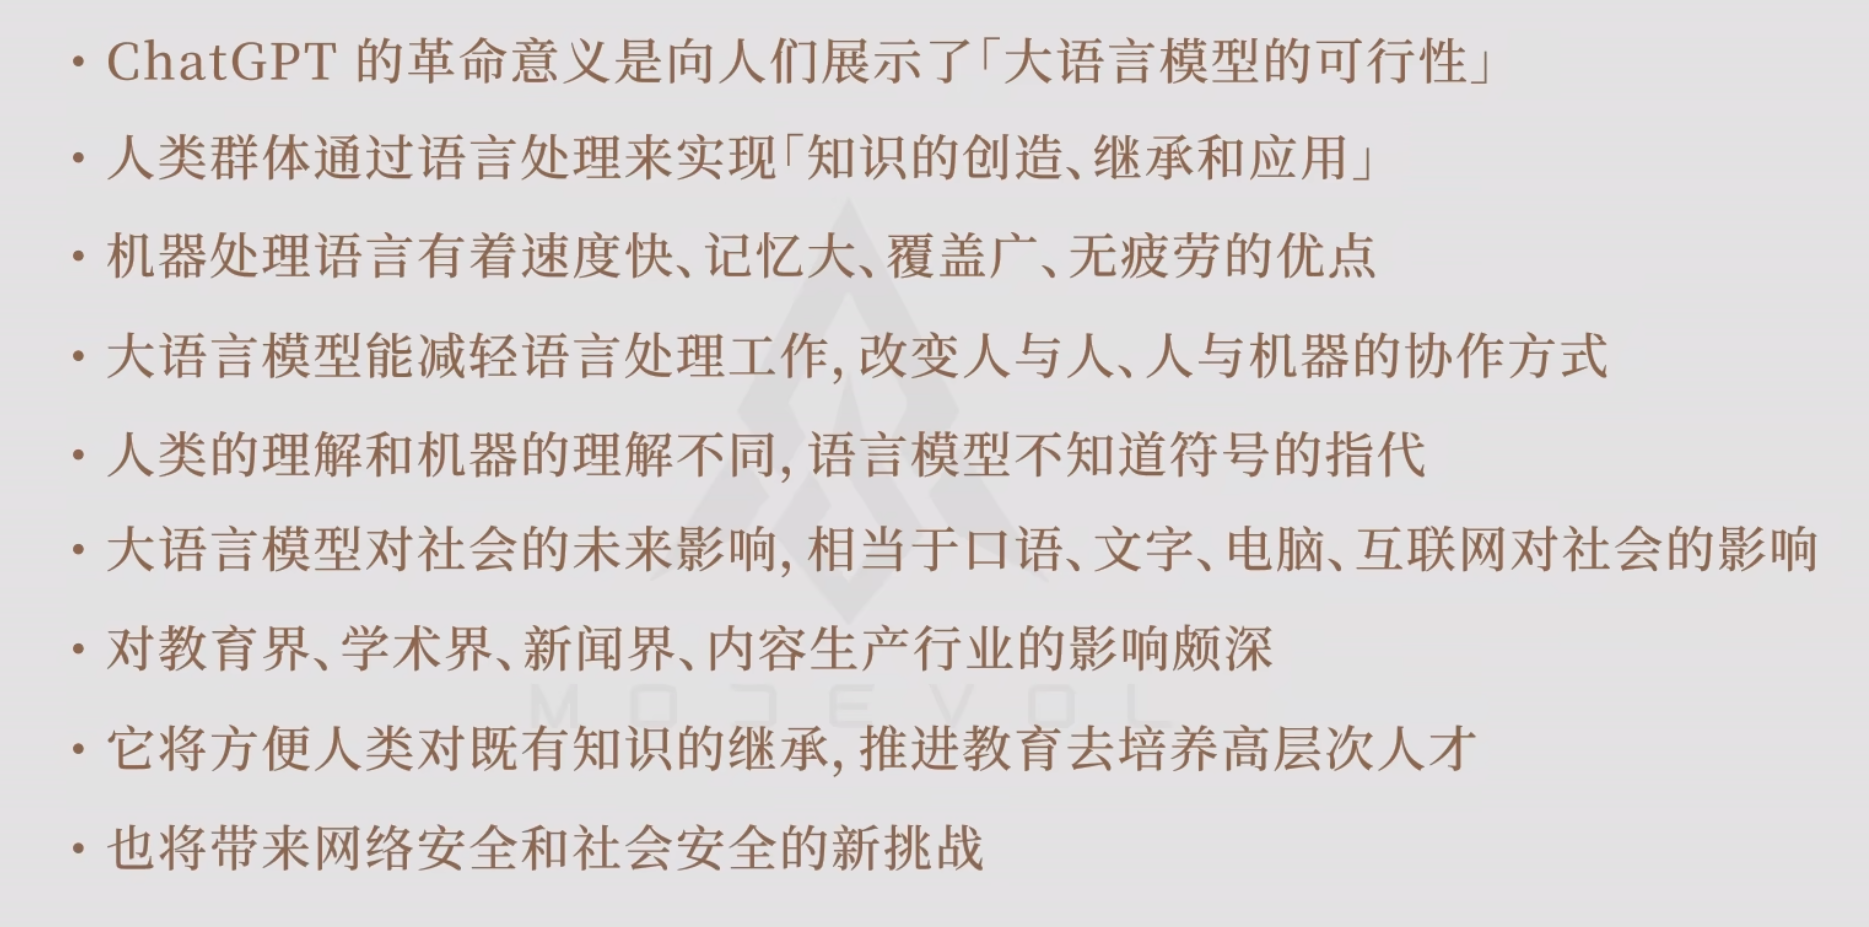 • ChatGPT 的革命意义是向人们展示了「大语言模型的可行性」
• 人类群体通过语言处理来实现「知识的创造、继承和应用」
• 机器处理语言有着速度快、记忆大、覆盖广、无疲劳的优点
• 大语言模型能减轻语言处理工作, 改变人与人、人与机器的协作方式
• 人类的理解和机器的理解不同, 语言模型不知道符号的指代
• 大语言模型对社会的未来影响, 相当于口语、文字、电脑、互联网对社会的影响
• 对教育界、学术界、新闻界、内容生产行业的影响颇深
MODEVOL
• 它将方便人类对既有知识的继承, 推进教育去培养高层次人才
• 也将带来网络安全和社会安全的新挑战